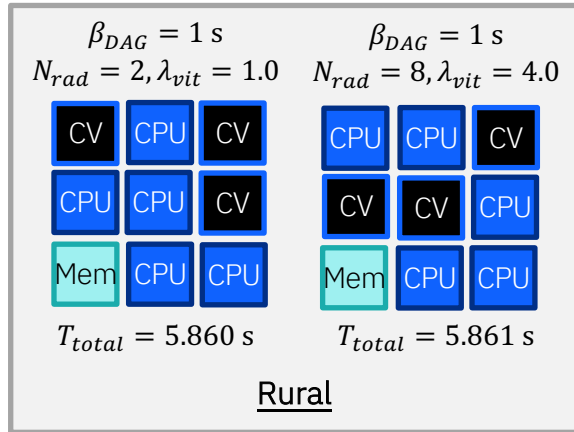 β_DAG = 1 s
N_rad = 2, λ_vit = 1.0
CV CPU CV
CPU CPU CV
Mem CPU CPU
T_total = 5.860 s
β_DAG = 1 s
N_rad = 8, λ_vit = 4.0
CPU CPU CV
CV CV CPU
Mem CPU CPU
T_total = 5.861 s
Rural